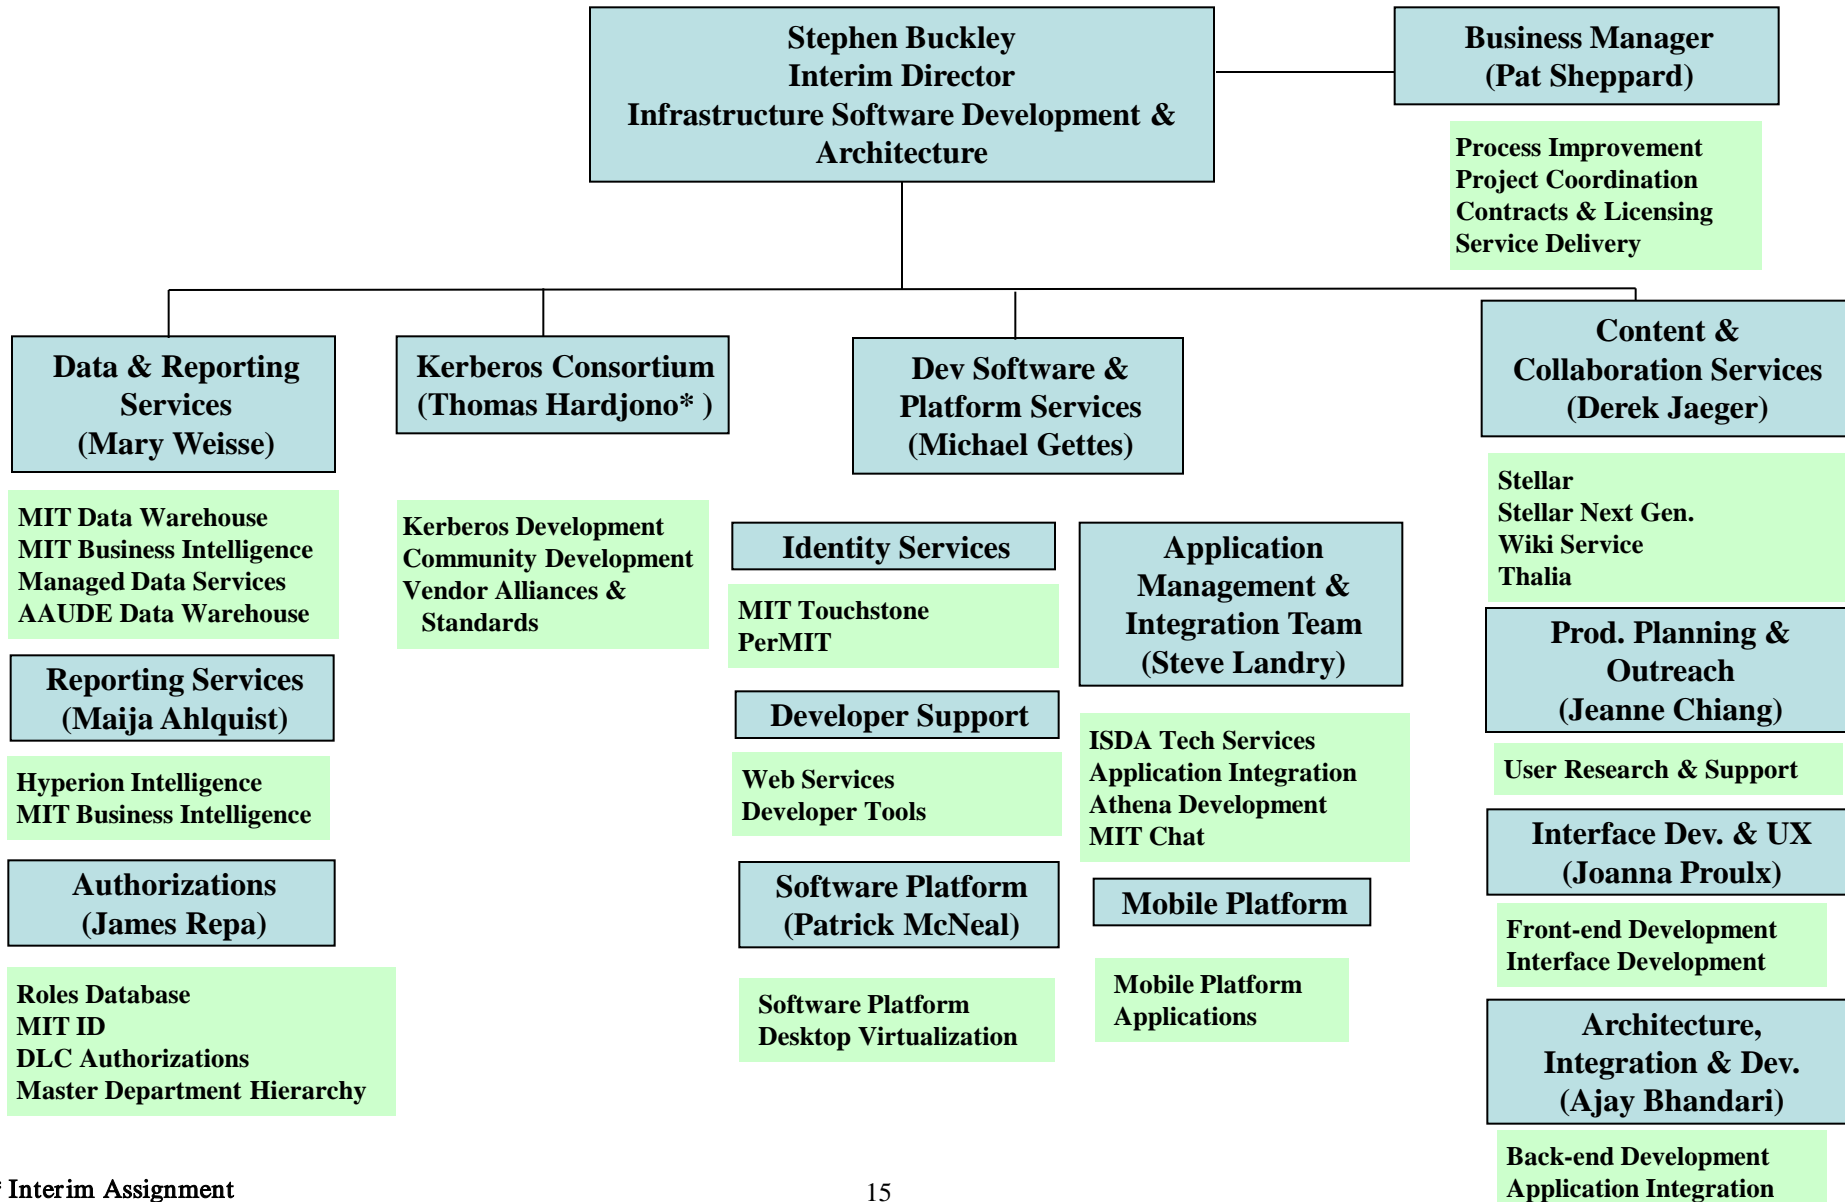 Stephen Buckley
Interim Director
Infrastructure Software Development &
Architecture
Business Manager
(Pat Sheppard)
Process Improvement
Project Coordination
Contracts & Licensing
Service Delivery
Data & Reporting
Services
(Mary Weisse)
MIT Data Warehouse
MIT Business Intelligence
Managed Data Services
AAUDE Data Warehouse
Reporting Services
(Maija Ahlquist)
Hyperion Intelligence
MIT Business Intelligence
Authorizations
(James Repa)
Roles Database
MIT ID
DLC Authorizations
Master Department Hierarchy
Kerberos Consortium
(Thomas Hardjono* )
Kerberos Development
Community Development
Vendor Alliances &
Standards
Dev Software &
Platform Services
(Michael Gettes)
Identity Services
MIT Touchstone
PerMIT
Developer Support
Web Services
Developer Tools
Software Platform
(Patrick McNeal)
Software Platform
Desktop Virtualization
Application
Management &
Integration Team
(Steve Landry)
ISDA Tech Services
Application Integration
Athena Development
MIT Chat
Mobile Platform
Mobile Platform
Applications
Content &
Collaboration Services
(Derek Jaeger)
Stellar
Stellar Next Gen.
Wiki Service
Thalia
Prod. Planning &
Outreach
(Jeanne Chiang)
User Research & Support
Interface Dev. & UX
(Joanna Proulx)
Front-end Development
Interface Development
Architecture,
Integration & Dev.
(Ajay Bhandari)
Back-end Development
Application Integration
* Interim Assignment
15